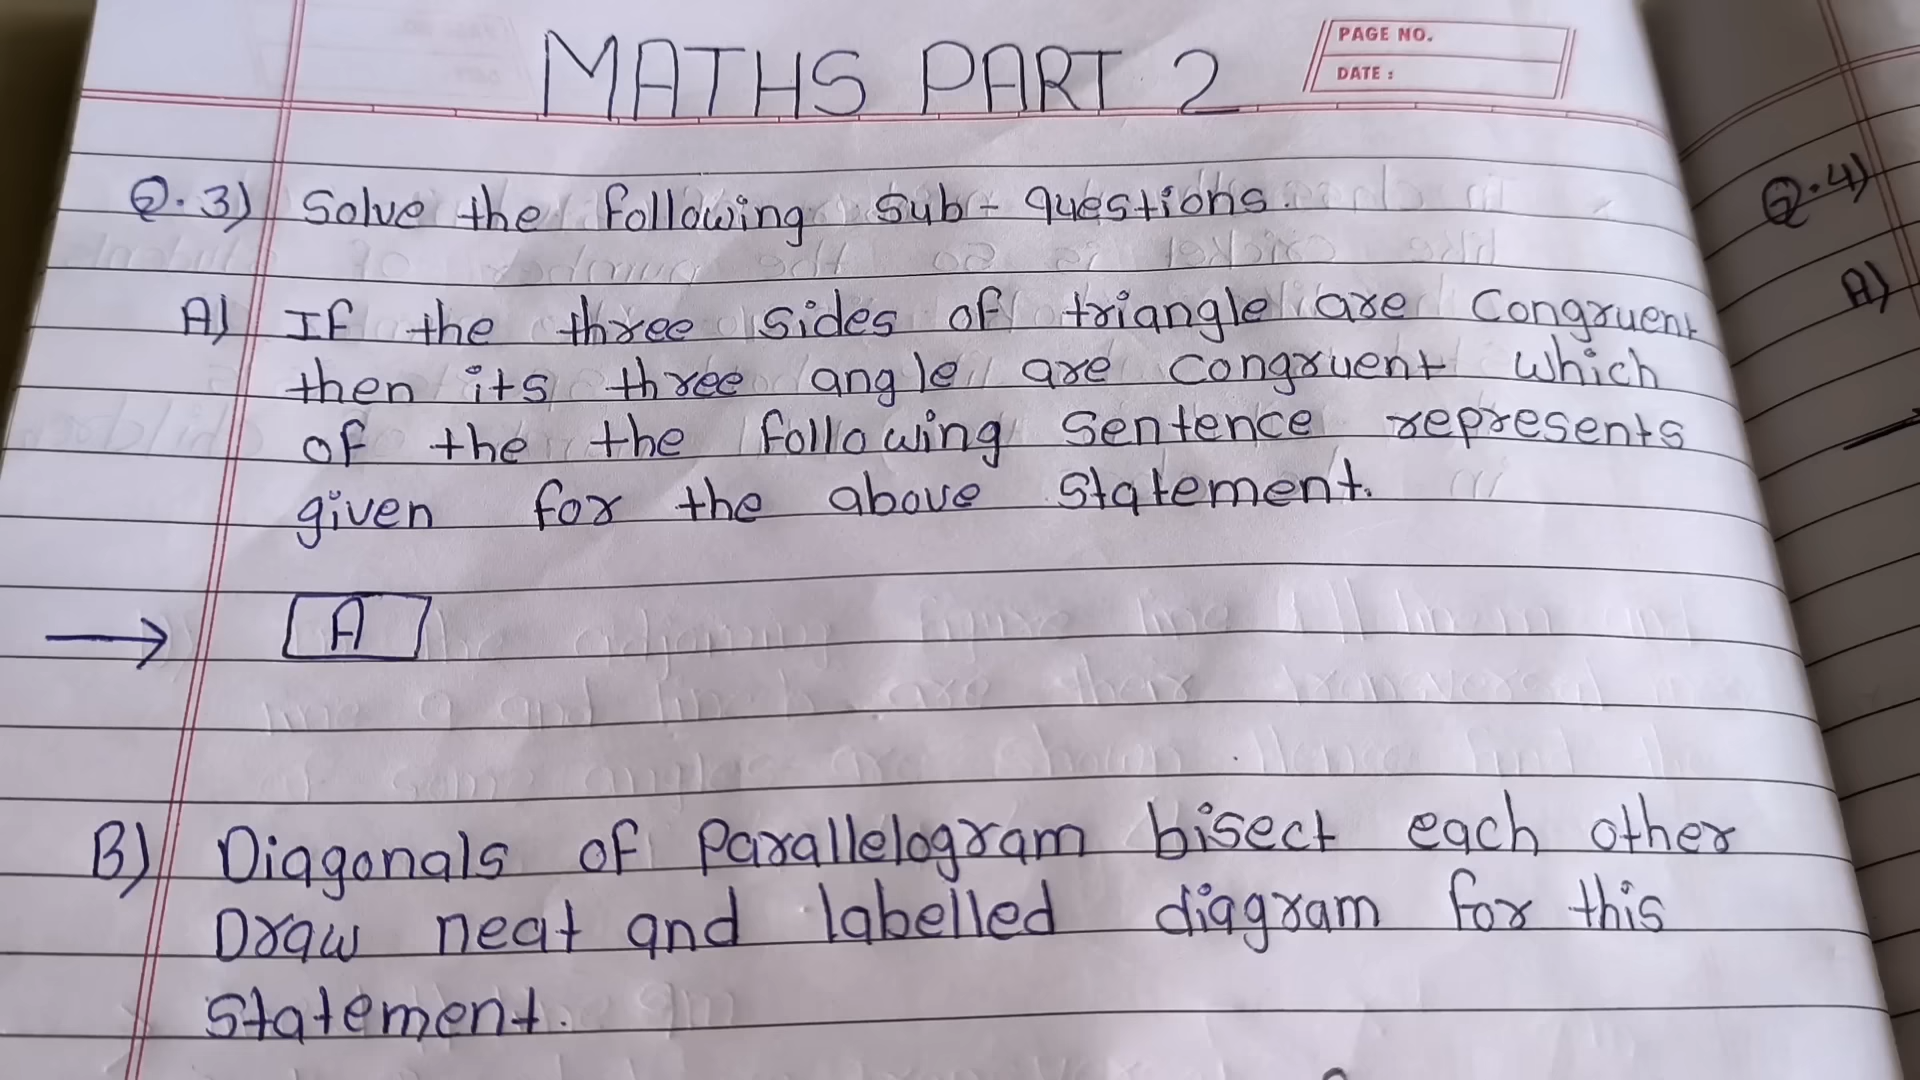 MATHS PART 2
PAGE NO.
DATE :
Q.3) Solve the following sub-questions.
A) If the three sides of triangle are Congruent
then its three angle are congruent which
of the the following sentence represents
given for the above statement.
→ A
B) Diagonals of Parallelogram bisect each other
Draw neat and labelled diagram for this
statement.
Q.4)
A)